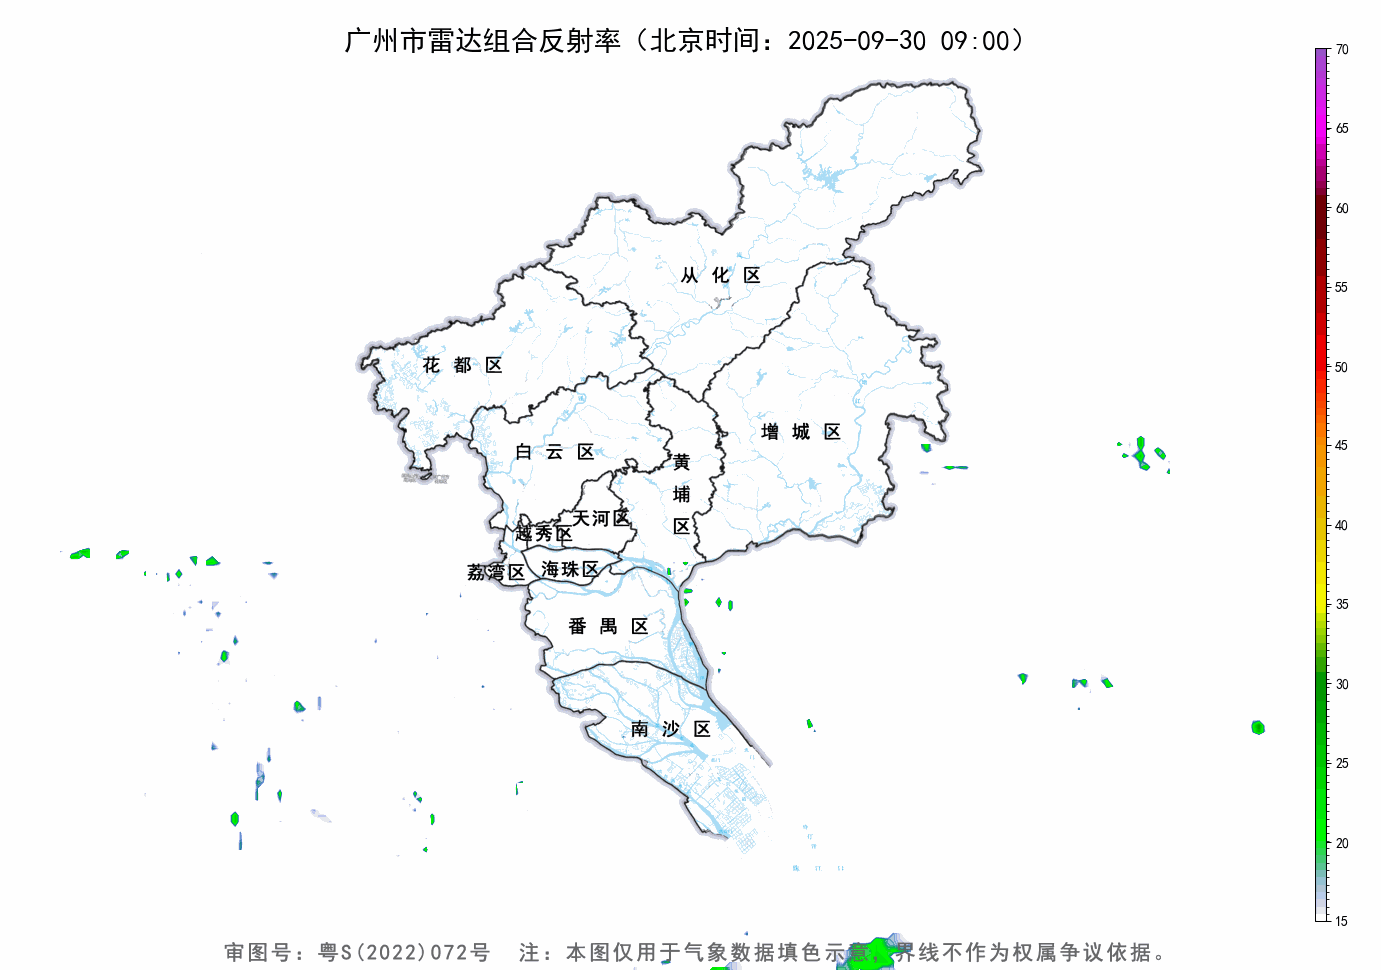 广州市雷达组合反射率（北京时间：2025-09-30 09:00）
70
65
60
55
50
45
40
35
30
25
20
15
从化区
花都区
增城区
白云区
黄埔区
天河区
越秀区
荔湾区
海珠区
番禺区
南沙区
审图号：粤S(2022)072号 注：本图仅用于气象数据填色示意，界线不作为权属争议依据。